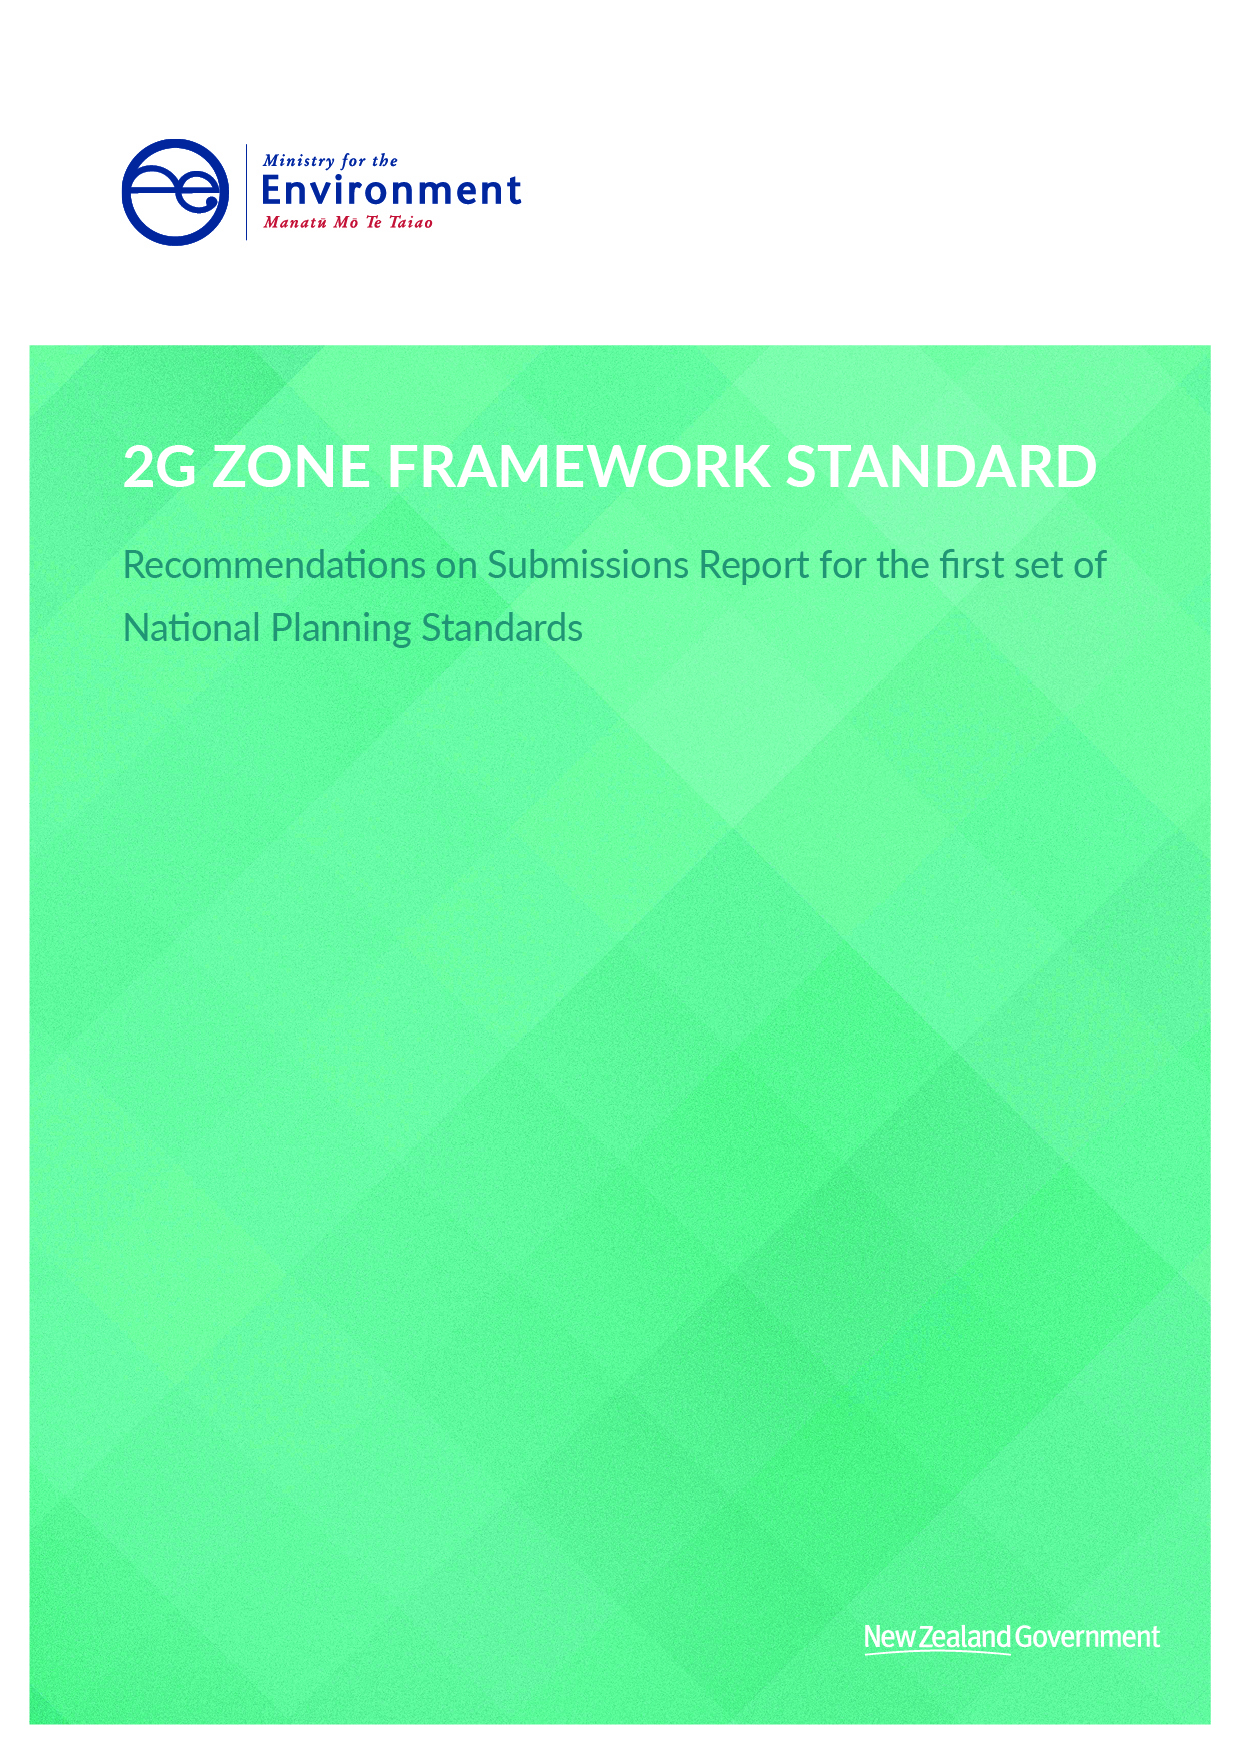 Ministry for the
Environment
Manatū Mō Te Taiao
2G ZONE FRAMEWORK STANDARD
Recommendations on Submissions Report for the first set of
National Planning Standards
New Zealand Government